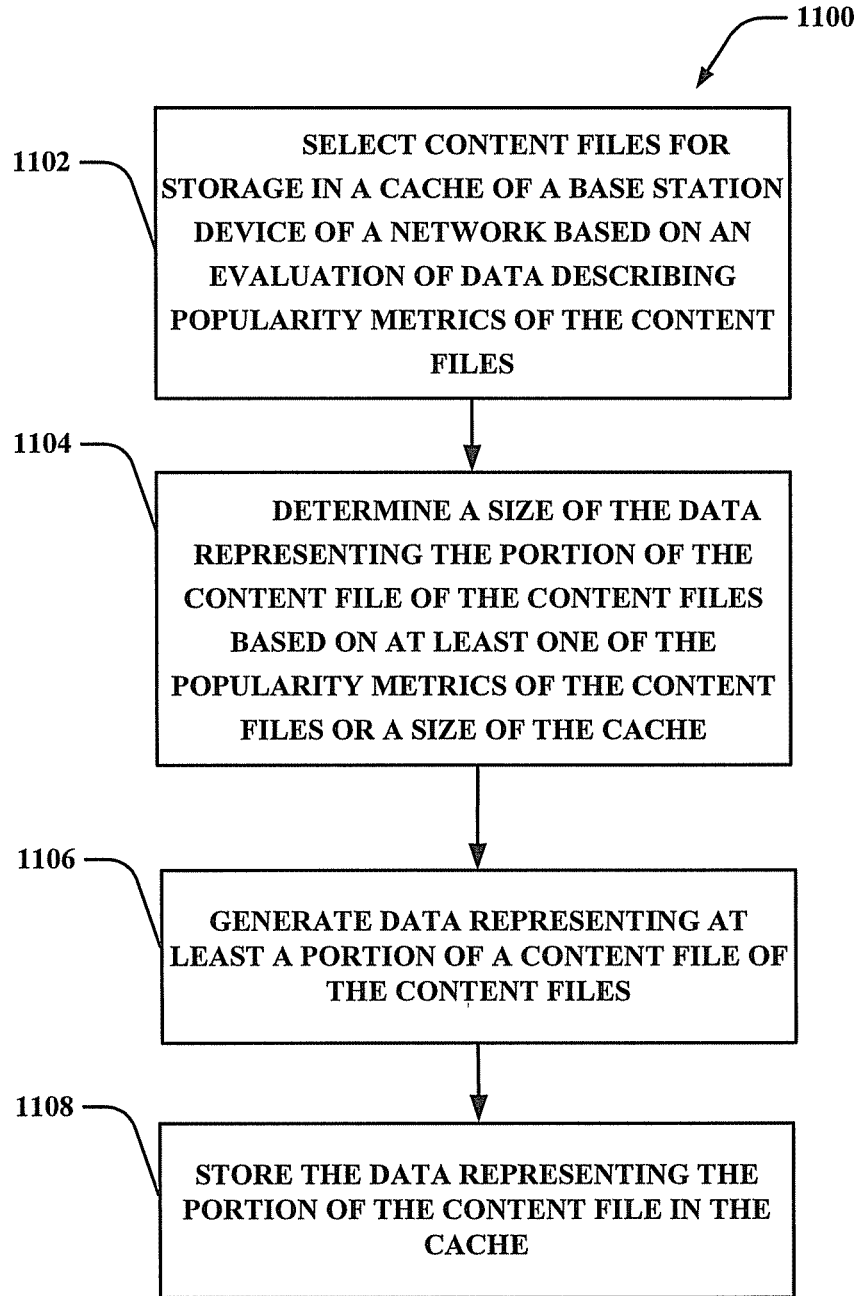 1100
1102
SELECT CONTENT FILES FOR
STORAGE IN A CACHE OF A BASE STATION
DEVICE OF A NETWORK BASED ON AN
EVALUATION OF DATA DESCRIBING
POPULARITY METRICS OF THE CONTENT
FILES
1104
DETERMINE A SIZE OF THE DATA
REPRESENTING THE PORTION OF THE
CONTENT FILE OF THE CONTENT FILES
BASED ON AT LEAST ONE OF THE
POPULARITY METRICS OF THE CONTENT
FILES OR A SIZE OF THE CACHE
1106
GENERATE DATA REPRESENTING AT
LEAST A PORTION OF A CONTENT FILE OF
THE CONTENT FILES
1108
STORE THE DATA REPRESENTING THE
PORTION OF THE CONTENT FILE IN THE
CACHE